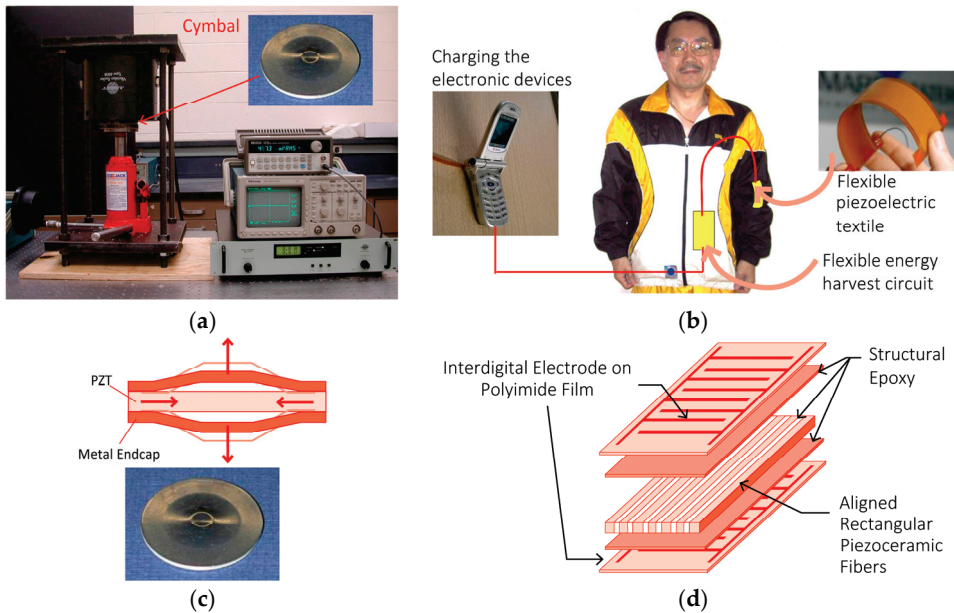 Cymbal
(a)
Charging the
electronic devices
Flexible
piezoelectric
textile
Flexible energy
harvest circuit
(b)
PZT
Metal Endcap
(c)
Interdigital Electrode on
Polyimide Film
Structural
Epoxy
Aligned
Rectangular
Piezoceramic
Fibers
(d)